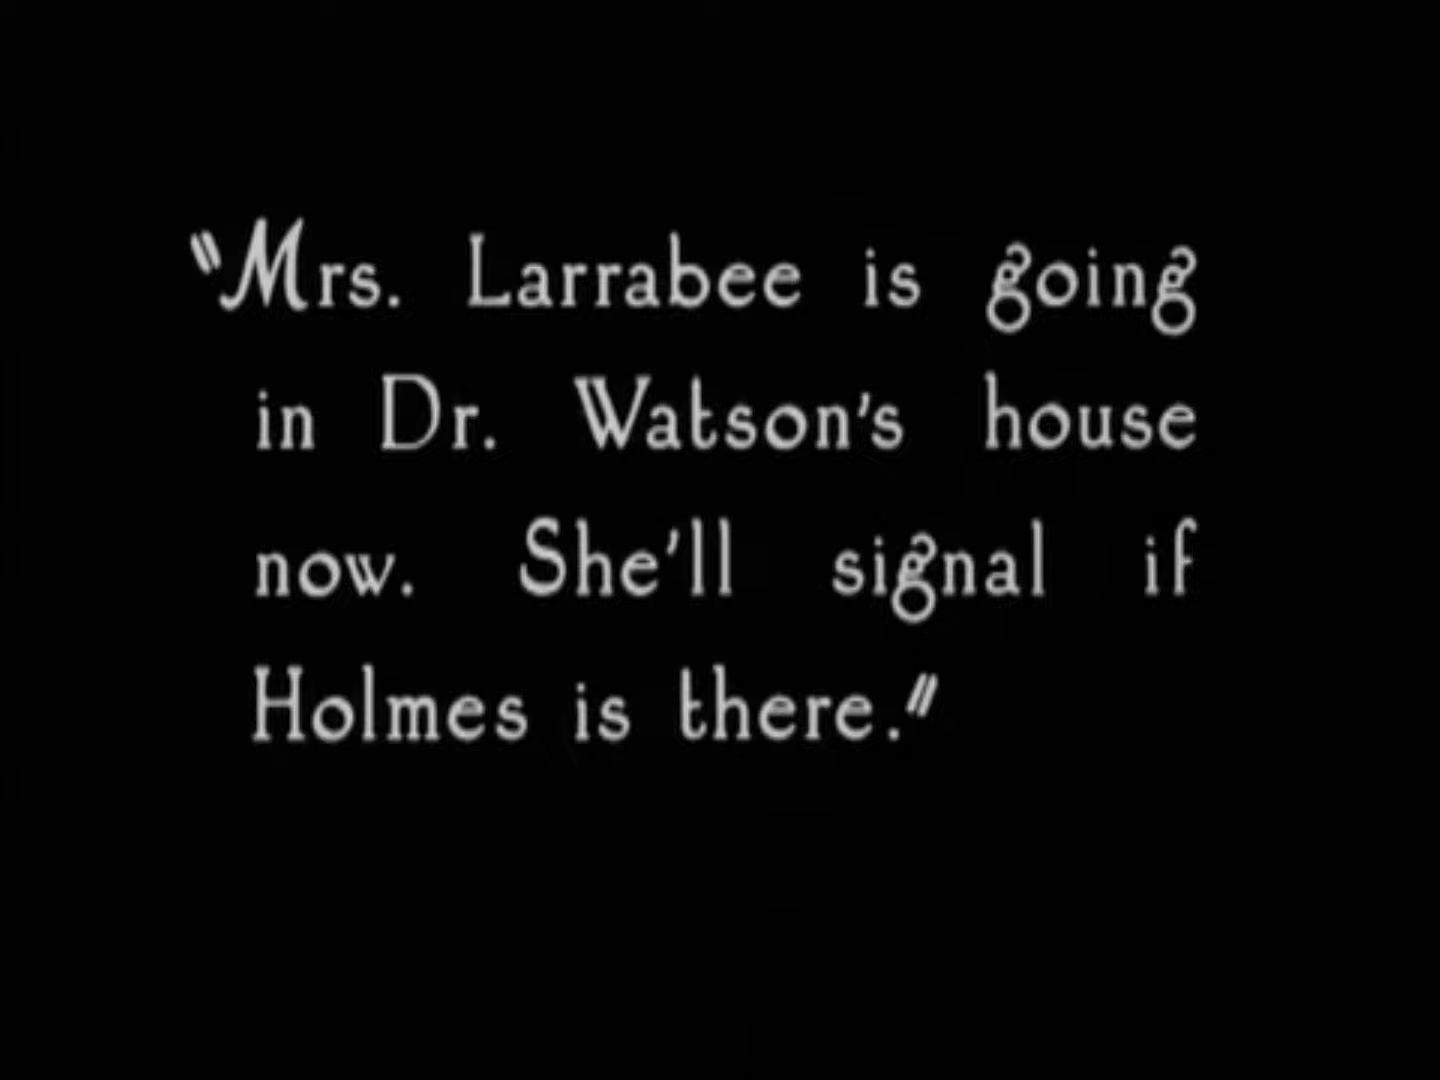 "Mrs. Larrabee is going
in Dr. Watson's house
now. She'll signal if
Holmes is there."